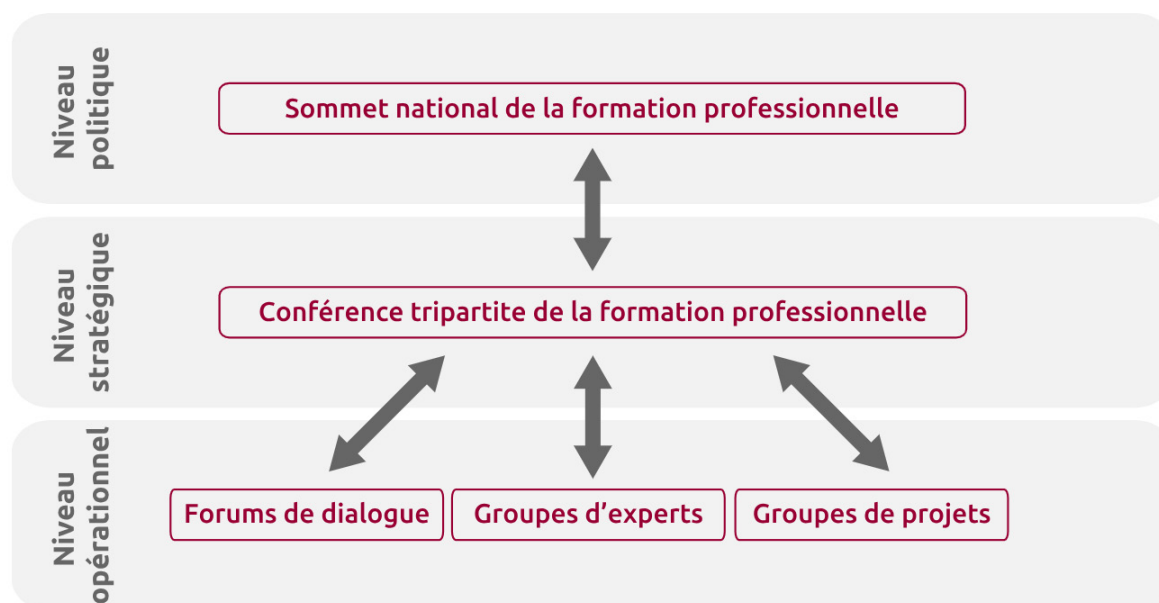 Niveau
politique
Sommet national de la formation professionnelle
Niveau
stratégique
Conférence tripartite de la formation professionnelle
Niveau
opérationnel
Forums de dialogue
Groupes d’experts
Groupes de projets